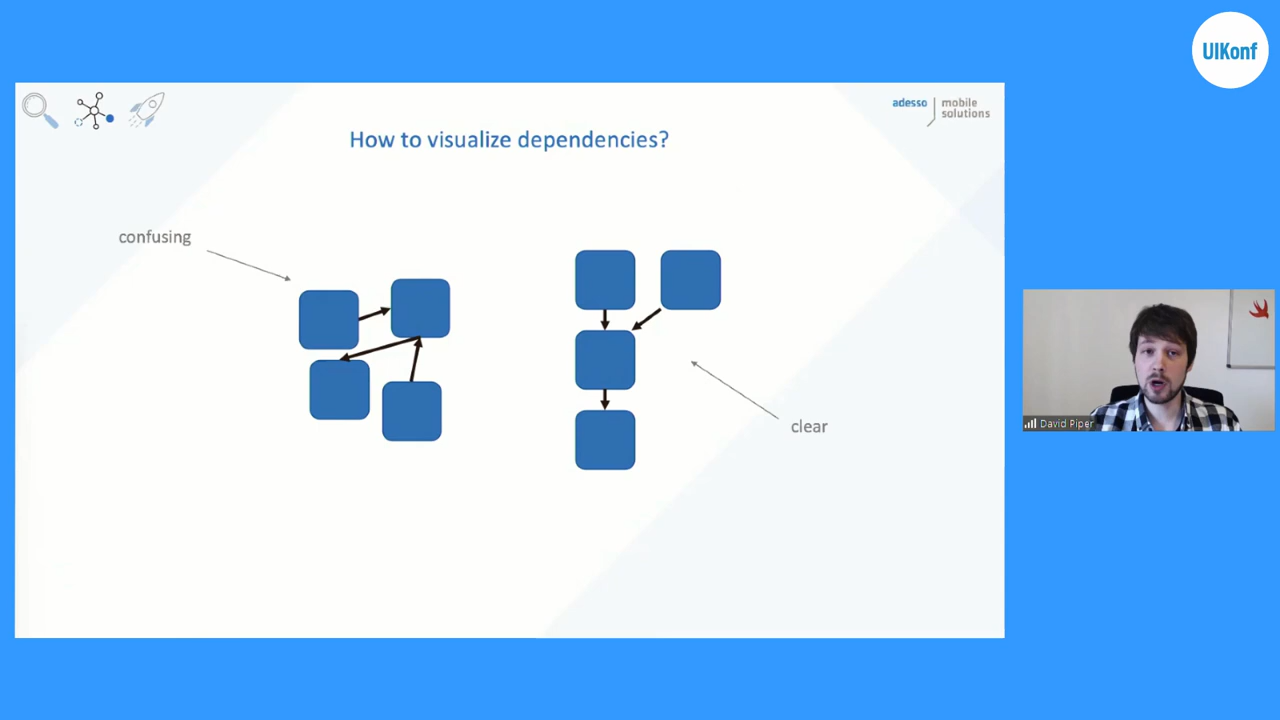 UIKonf
adesso
mobile
solutions
How to visualize dependencies?
confusing
clear
David Piper